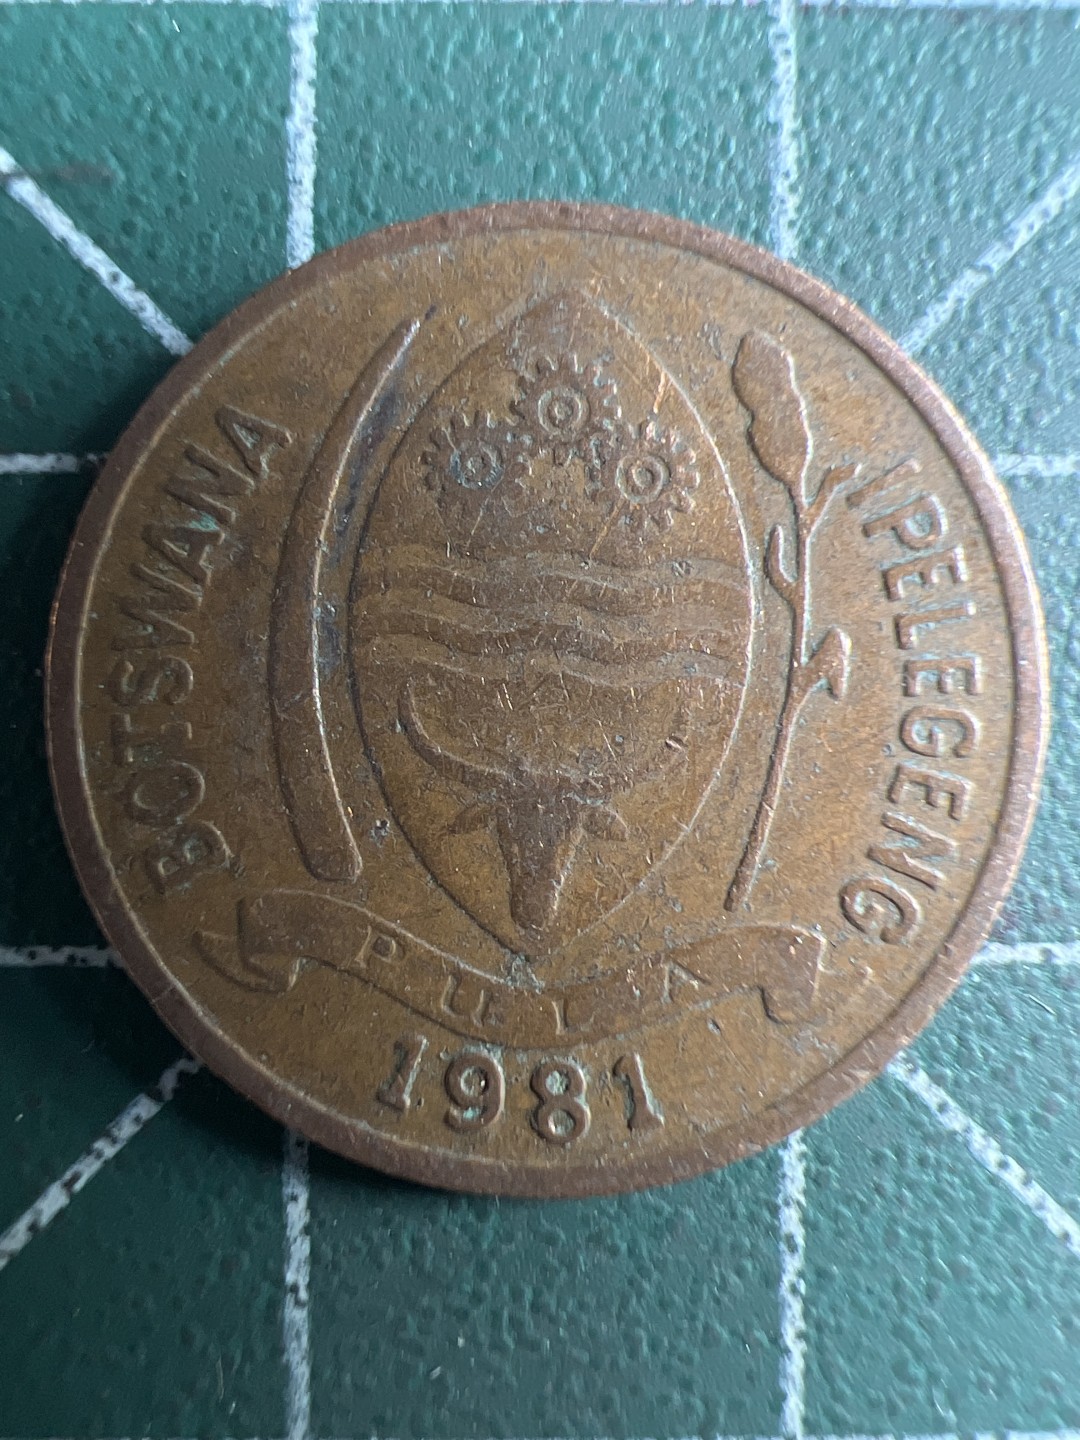 BOTSWANA
IPELEGENG
PULA
1981